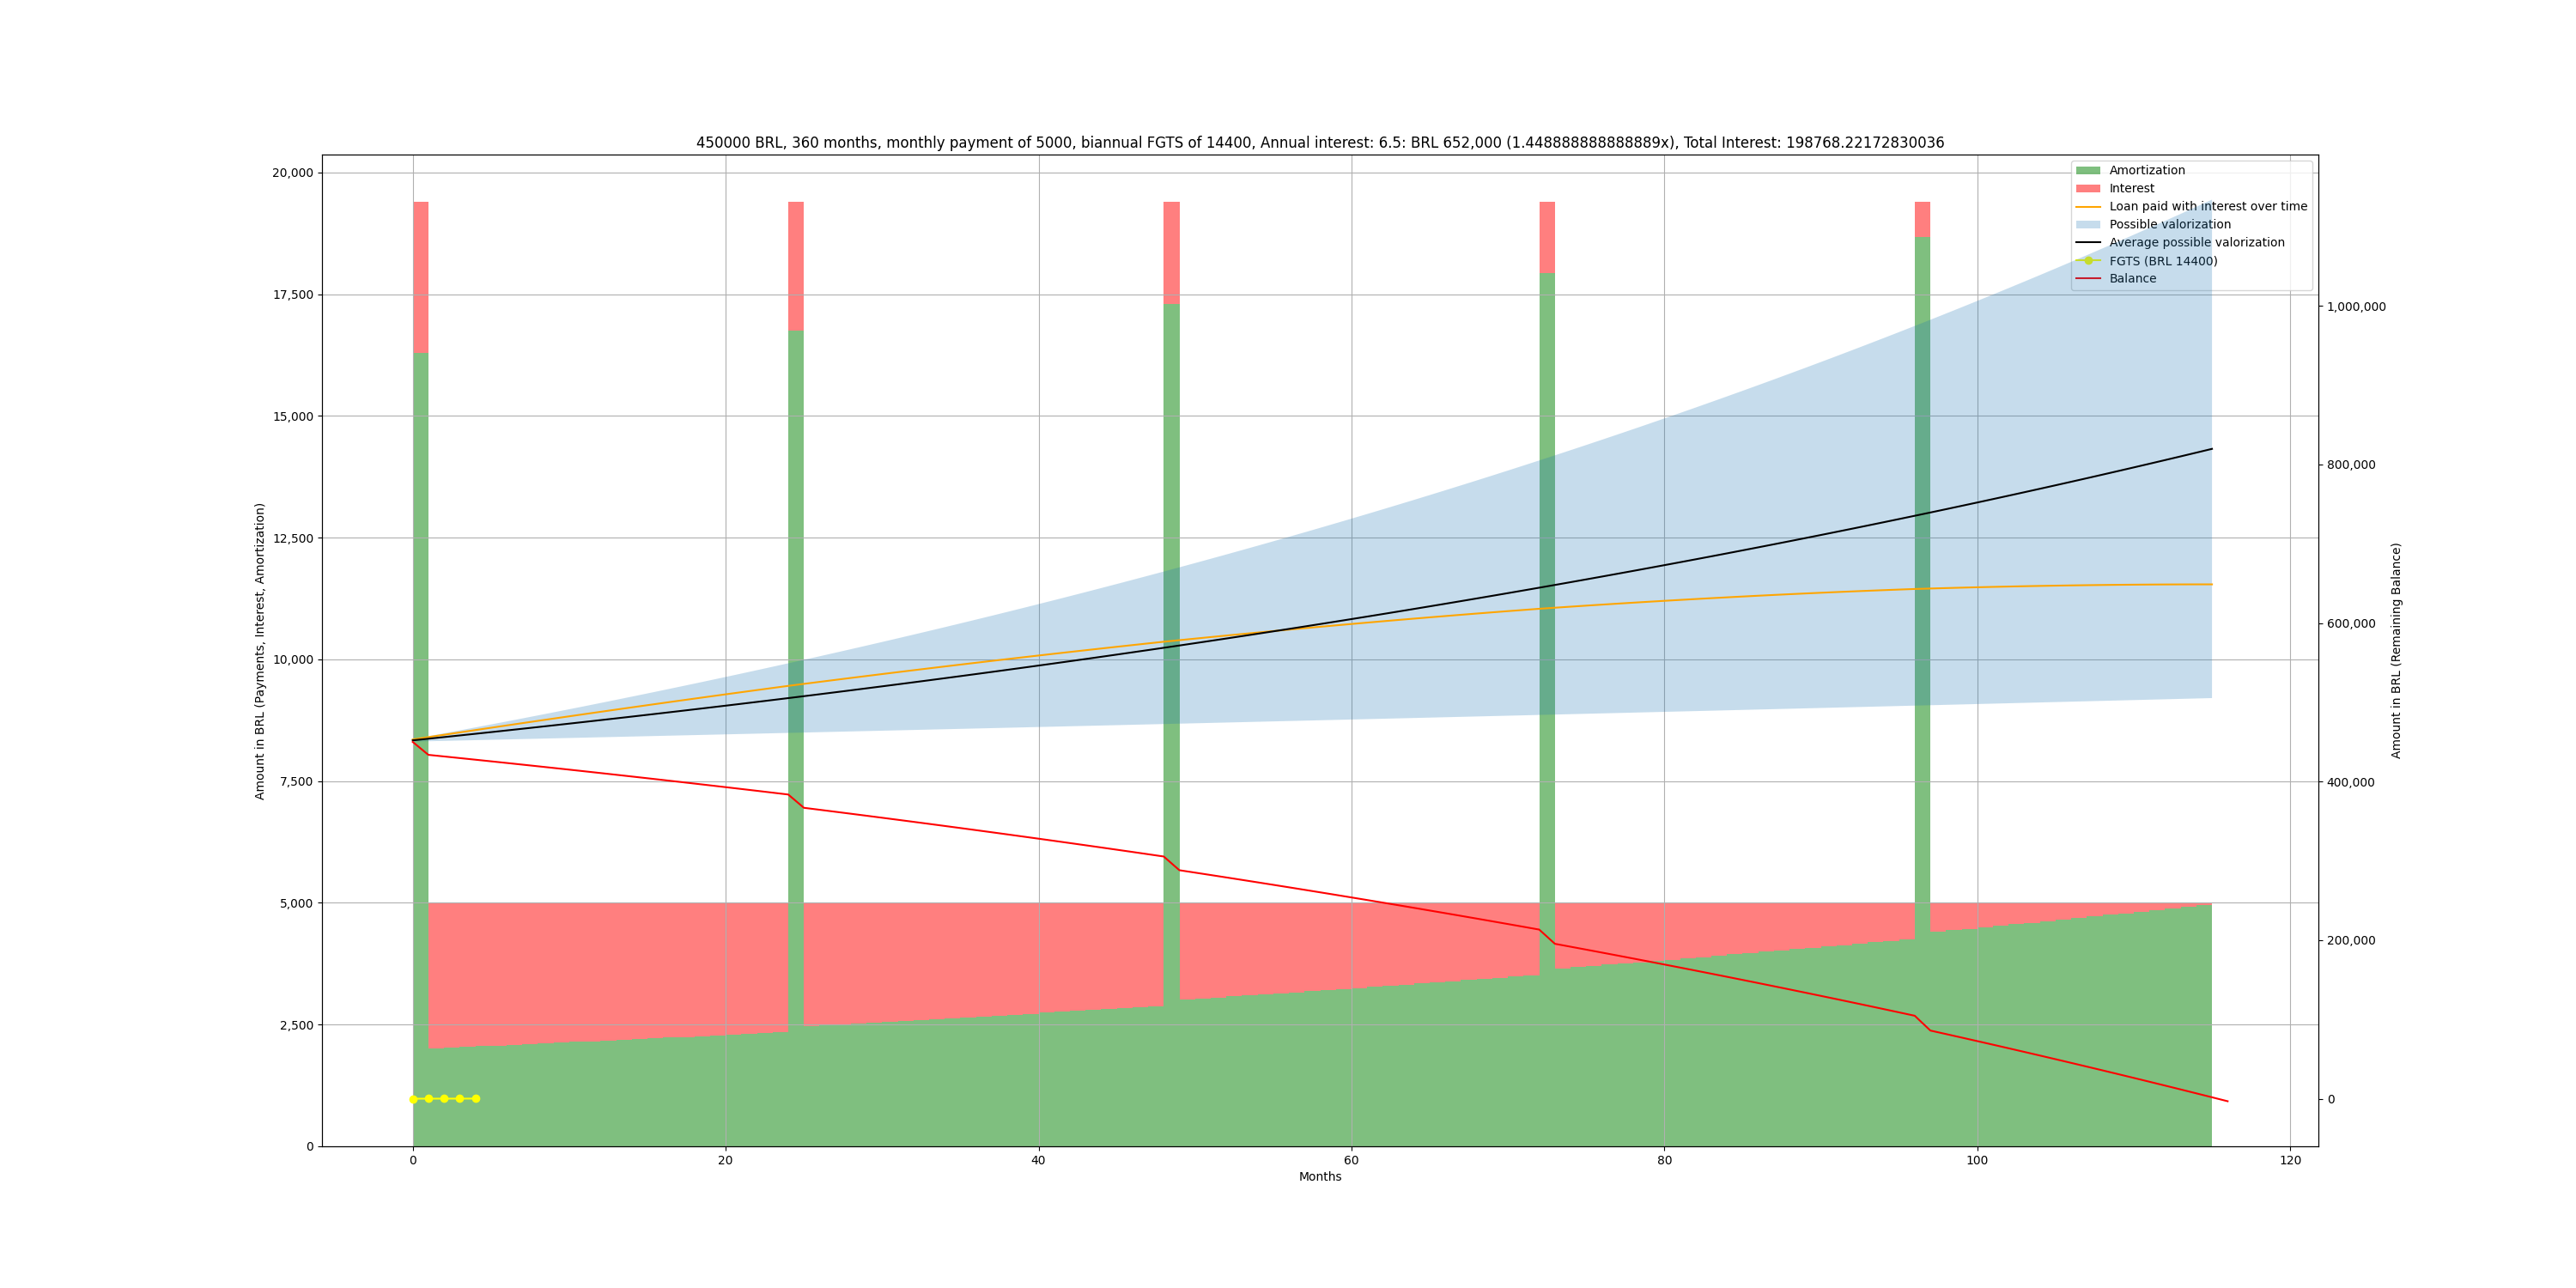 450000 BRL, 360 months, monthly payment of 5000, biannual FGTS of 14400, Annual interest: 6.5: BRL 652,000 (1.448888888888889x), Total Interest: 198768.22172830036
Amortization
Interest
Loan paid with interest over time
Possible valorization
Average possible valorization
FGTS (BRL 14400)
Balance
Amount in BRL (Payments, Interest, Amortization)
20,000
17,500
15,000
12,500
10,000
7,500
5,000
2,500
0
1,000,000
800,000
600,000
400,000
200,000
0
Amount in BRL (Remaining Balance)
0 20 40 60 80 100 120
Months